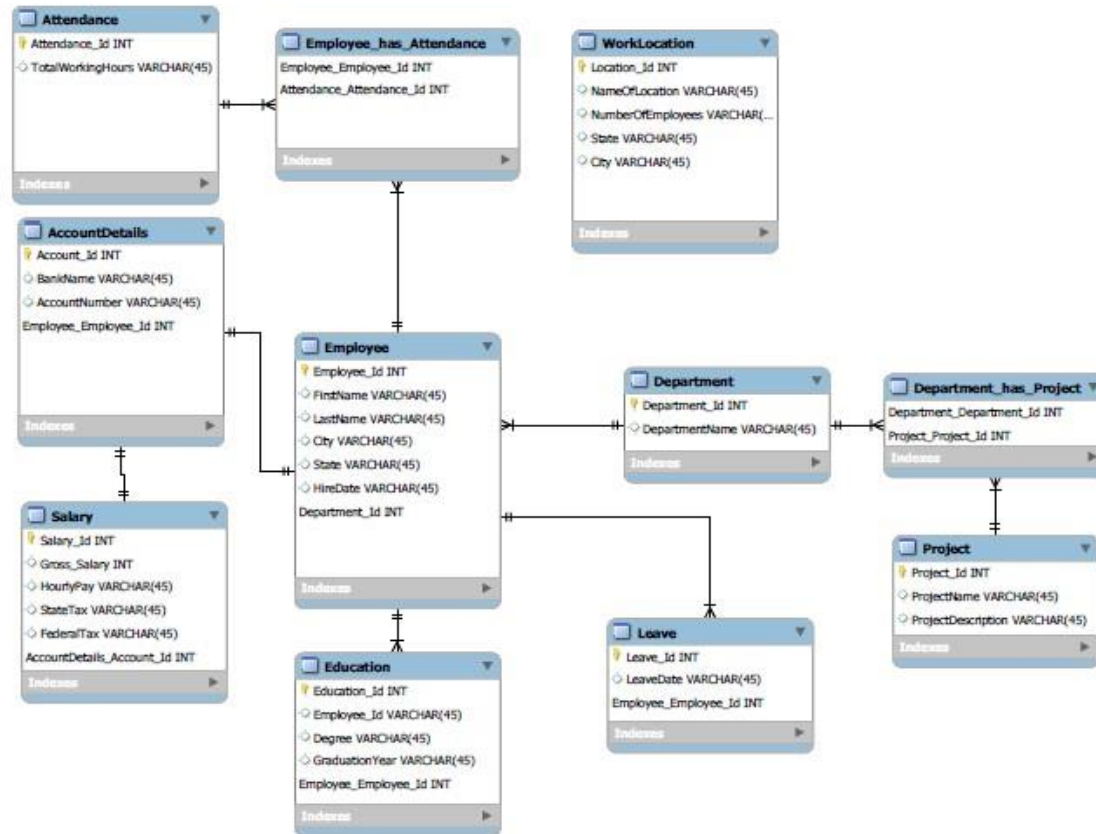 Attendance
Attendance_Id INT
TotalWorkingHours VARCHAR(45)
Indexes
Employee_has_Attendance
Employee_Employee_Id INT
Attendance_Attendance_Id INT
Indexes
WorkLocation
Location_Id INT
NameOfLocation VARCHAR(45)
NumberOfEmployees VARCHAR(...
State VARCHAR(45)
City VARCHAR(45)
Indexes
AccountDetails
Account_Id INT
BankName VARCHAR(45)
AccountNumber VARCHAR(45)
Employee_Employee_Id INT
Indexes
Employee
Employee_Id INT
FirstName VARCHAR(45)
LastName VARCHAR(45)
City VARCHAR(45)
State VARCHAR(45)
HireDate VARCHAR(45)
Department_Id INT
Indexes
Department
Department_Id INT
DepartmentName VARCHAR(45)
Indexes
Department_has_Project
Department_Department_Id INT
Project_Project_Id INT
Indexes
Salary
Salary_Id INT
Gross_Salary INT
HourlyPay VARCHAR(45)
StateTax VARCHAR(45)
FederalTax VARCHAR(45)
AccountDetails_Account_Id INT
Indexes
Education
Education_Id INT
Employee_Id VARCHAR(45)
Degree VARCHAR(45)
GraduationYear VARCHAR(45)
Employee_Employee_Id INT
Indexes
Leave
Leave_Id INT
LeaveDate VARCHAR(45)
Employee_Employee_Id INT
Indexes
Project
Project_Id INT
ProjectName VARCHAR(45)
ProjectDescription VARCHAR(45)
Indexes